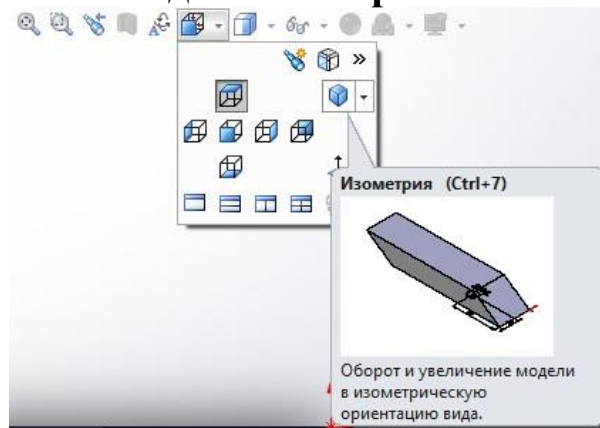 Изометрия (Ctrl+7)
Оборот и увеличение модели
в изометрическую
ориентацию вида.